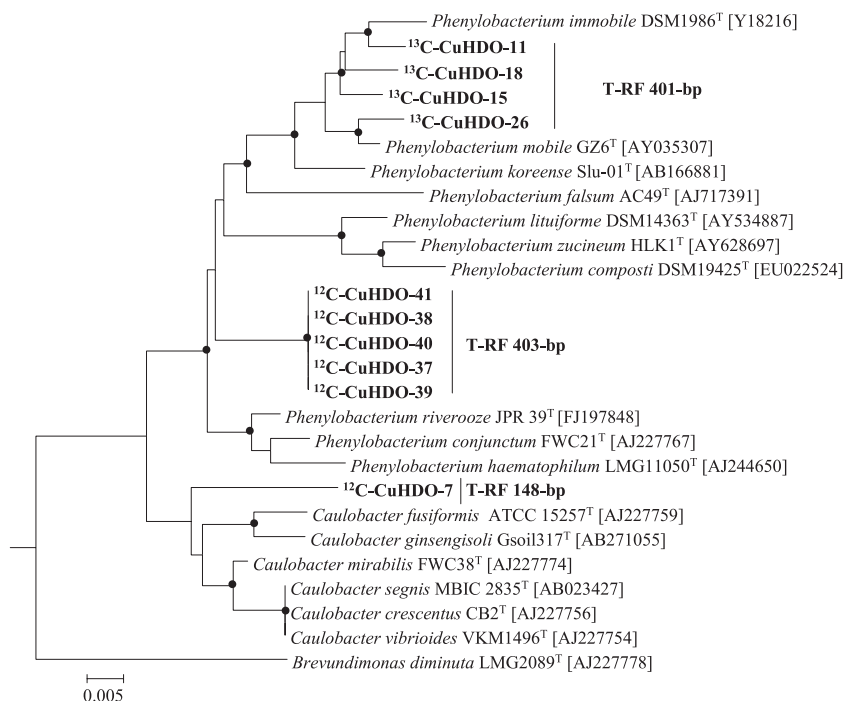 Phenylobacterium immobile DSM1986ᵀ [Y18216]
¹³C-CuHDO-11
¹³C-CuHDO-18
T-RF 401-bp
¹³C-CuHDO-15
¹³C-CuHDO-26
Phenylobacterium mobile GZ6ᵀ [AY035307]
Phenylobacterium koreense Slu-01ᵀ [AB166881]
Phenylobacterium falsum AC49ᵀ [AJ717391]
Phenylobacterium lituiforme DSM14363ᵀ [AY534887]
Phenylobacterium zucineum HLK1ᵀ [AY628697]
Phenylobacterium composti DSM19425ᵀ [EU022524]
¹²C-CuHDO-41
¹²C-CuHDO-38
¹²C-CuHDO-40 T-RF 403-bp
¹²C-CuHDO-37
¹²C-CuHDO-39
Phenylobacterium riverooze JPR 39ᵀ [FJ197848]
Phenylobacterium conjunctum FWC21ᵀ [AJ227767]
Phenylobacterium haematophilum LMG11050ᵀ [AJ244650]
¹²C-CuHDO-7 T-RF 148-bp
Caulobacter fusiformis ATCC 15257ᵀ [AJ227759]
Caulobacter ginsengisoli Gsoil317ᵀ [AB271055]
Caulobacter mirabilis FWC38ᵀ [AJ227774]
Caulobacter segnis MBIC 2835ᵀ [AB023427]
Caulobacter crescentus CB2ᵀ [AJ227756]
Caulobacter vibrioides VKM1496ᵀ [AJ227754]
Brevundimonas diminuta LMG2089ᵀ [AJ227778]
0.005